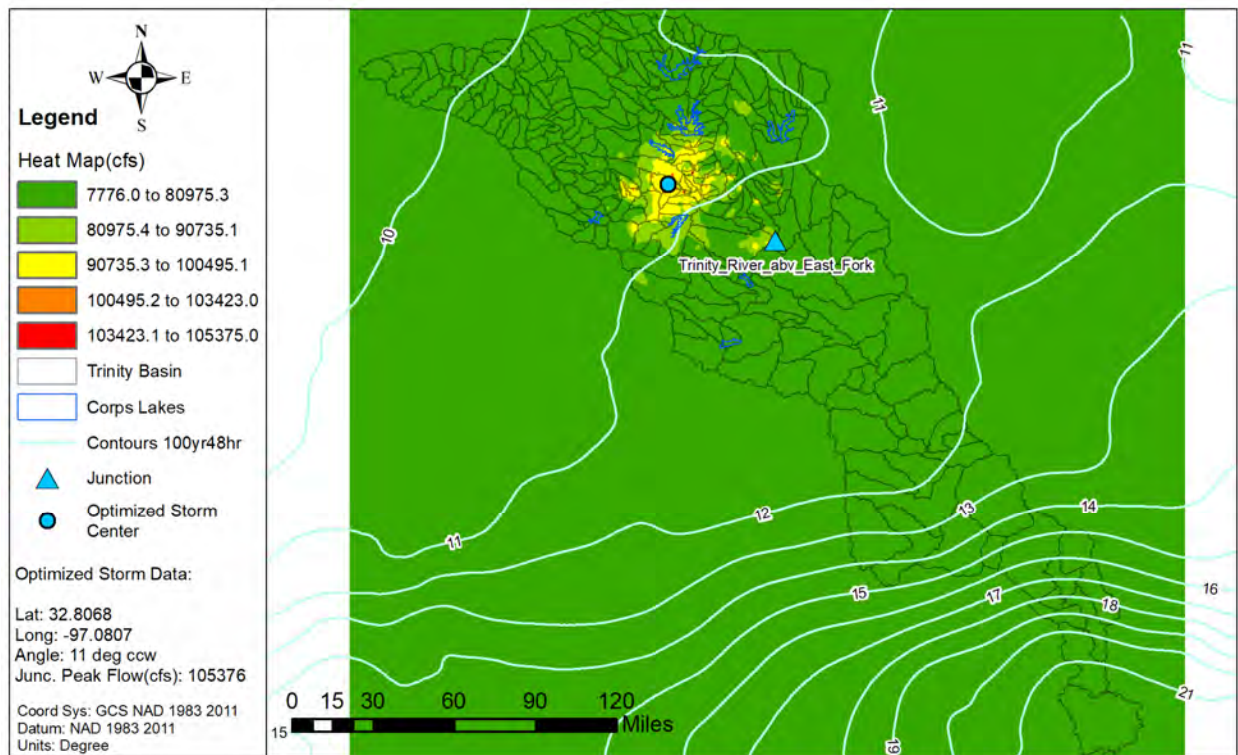 N
W E
S
Legend
Heat Map(cfs)
7776.0 to 80975.3
80975.4 to 90735.1
90735.3 to 100495.1
100495.2 to 103423.0
103423.1 to 105375.0
Trinity Basin
Corps Lakes
Contours 100yr48hr
Junction
Optimized Storm
Center
Optimized Storm Data:
Lat: 32.8068
Long: -97.0807
Angle: 11 deg ccw
Junc. Peak Flow(cfs): 105376
Coord Sys: GCS NAD 1983 2011
Datum: NAD 1983 2011
Units: Degree
11
11
10
Trinity_River_abv_East_Fork
12
13
14
11
15
16
17
18
19
21
15
0 15 30 60 90 120
Miles